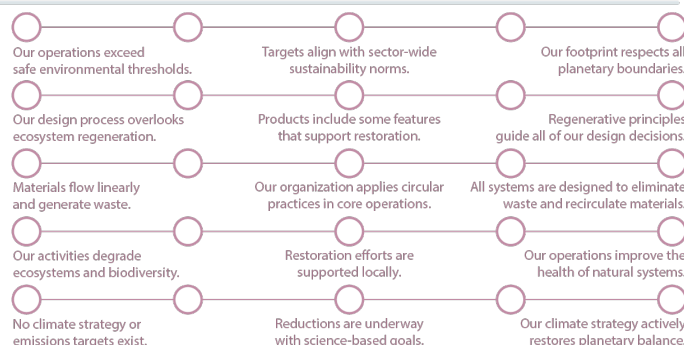 Our operations exceed
safe environmental thresholds.
Targets align with sector-wide
sustainability norms.
Our footprint respects all
planetary boundaries.
Our design process overlooks
ecosystem regeneration.
Products include some features
that support restoration.
Regenerative principles
guide all of our design decisions.
Materials flow linearly
and generate waste.
Our organization applies circular
practices in core operations.
All systems are designed to eliminate
waste and recirculate materials.
Our activities degrade
ecosystems and biodiversity.
Restoration efforts are
supported locally.
Our operations improve the
health of natural systems.
No climate strategy or
emissions targets exist.
Reductions are underway
with science-based goals.
Our climate strategy actively
restores planetary balance.